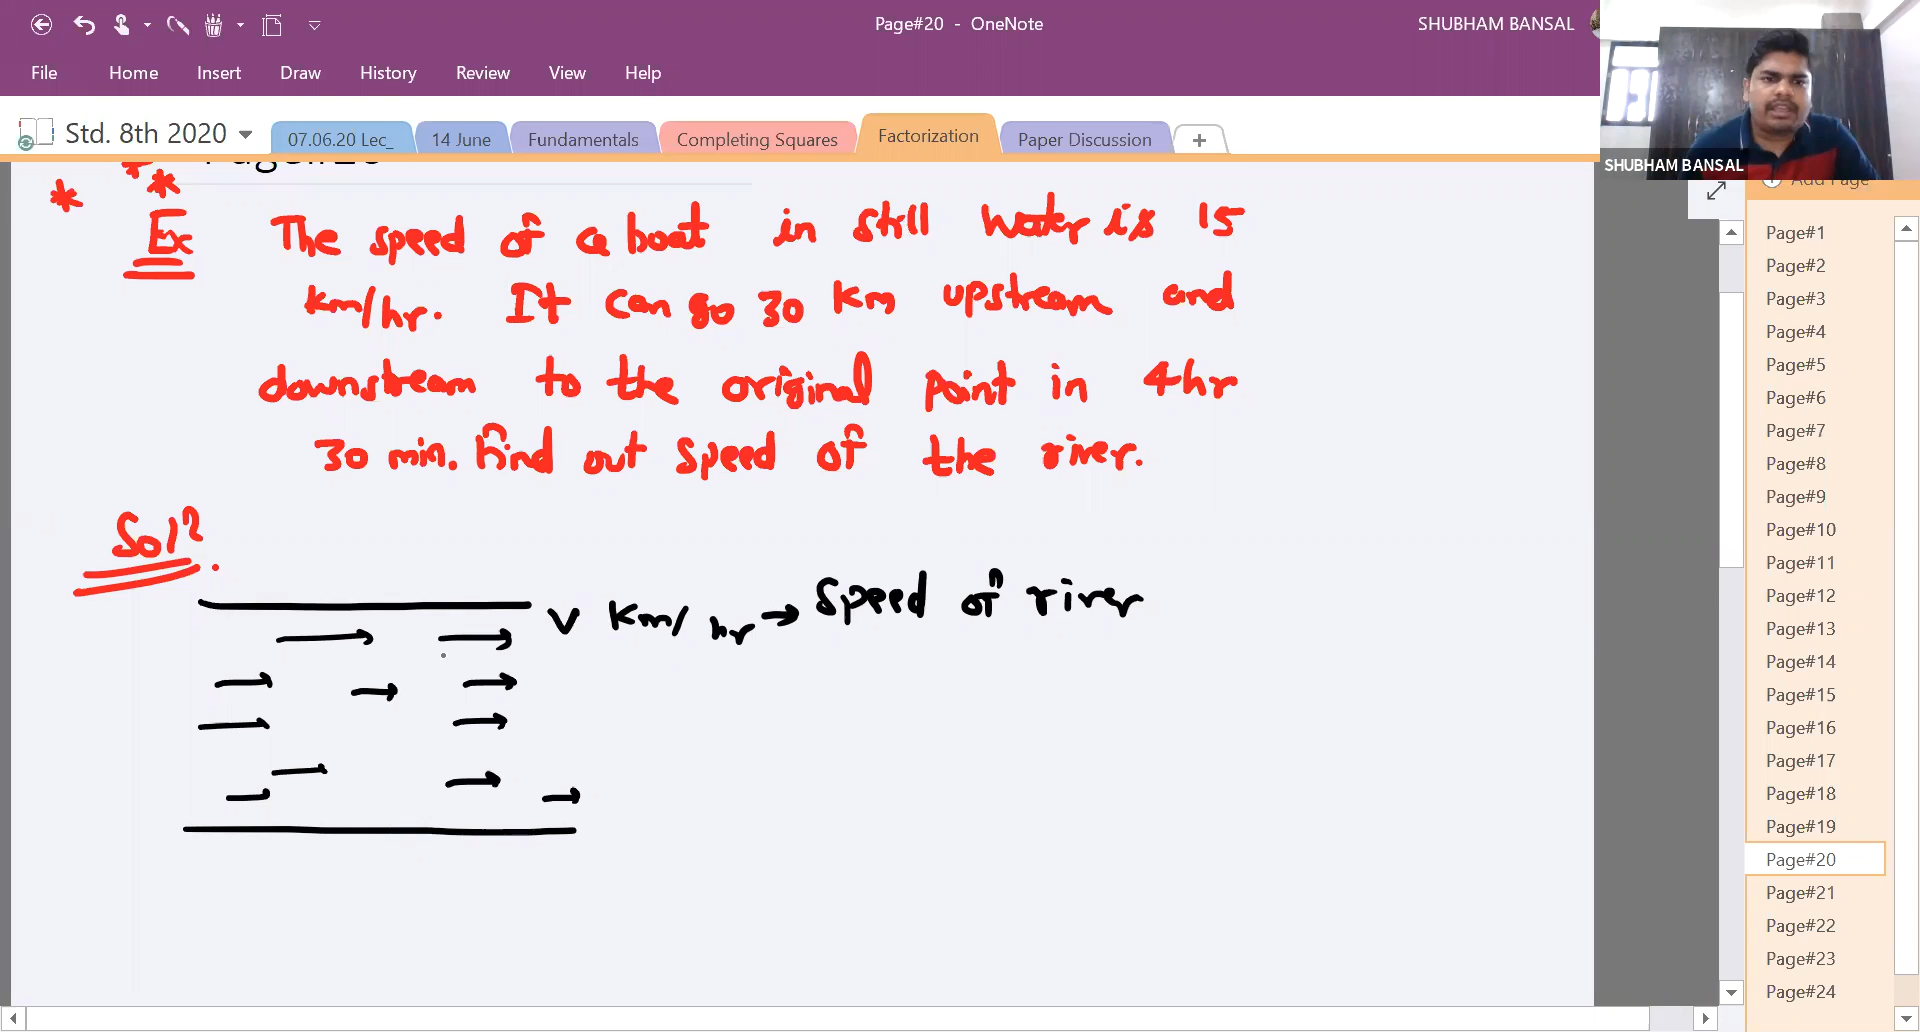 Page#20 - OneNote
SHUBHAM BANSAL
File Home Insert Draw History Review View Help
Std. 8th 2020
07.06.20 Lec_
14 June
Fundamentals
Completing Squares
Factorization
Paper Discussion
+
SHUBHAM BANSAL
Add Page
Ex The speed of a boat in still water is 15
km/hr. It can go 30 km upstream and
downstream to the original point in 4hr
30 min. Find out speed of the river.
Soln.
V km/hr → Speed of river
Page#1
Page#2
Page#3
Page#4
Page#5
Page#6
Page#7
Page#8
Page#9
Page#10
Page#11
Page#12
Page#13
Page#14
Page#15
Page#16
Page#17
Page#18
Page#19
Page#20
Page#21
Page#22
Page#23
Page#24